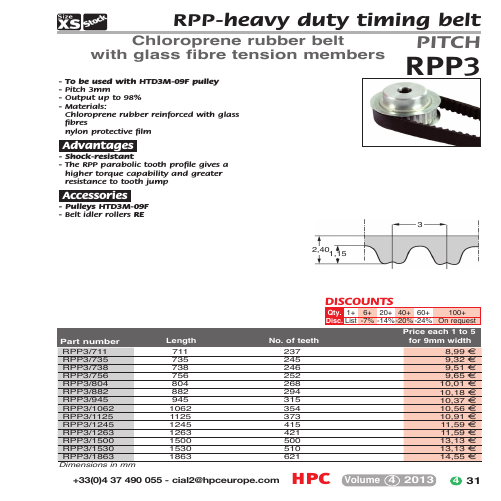 Size
XS Stock
RPP-heavy duty timing belt
Chloroprene rubber belt
with glass fibre tension members
PITCH
RPP3
- To be used with HTD3M-09F pulley
- Pitch 3mm
- Output up to 98%
- Materials:
Chloroprene rubber reinforced with glass
fibres
nylon protective film
Advantages
- Shock-resistant
- The RPP parabolic tooth profile gives a
higher torque capability and greater
resistance to tooth jump
Accessories
- Pulleys HTD3M-09F
- Belt idler rollers RE
3
2,40
1,15
DISCOUNTS
Qty. 1+ 6+ 20+ 40+ 60+ 100+
Disc. List -7% -14% -20% -24% On request
Part number Length No. of teeth Price each 1 to 5 for 9mm width
RPP3/711 711 237 8,99 €
RPP3/735 735 245 9,32 €
RPP3/738 738 246 9,51 €
RPP3/756 756 252 9,65 €
RPP3/804 804 268 10,01 €
RPP3/882 882 294 10,18 €
RPP3/945 945 315 10,37 €
RPP3/1062 1062 354 10,56 €
RPP3/1125 1125 373 10,91 €
RPP3/1245 1245 415 11,59 €
RPP3/1263 1263 421 11,59 €
RPP3/1500 1500 500 13,13 €
RPP3/1530 1530 510 13,13 €
RPP3/1863 1863 621 14,55 €
Dimensions in mm
+33(0)4 37 490 055 - cial2@hpceurope.com HPC Volume 4 2013 4 31